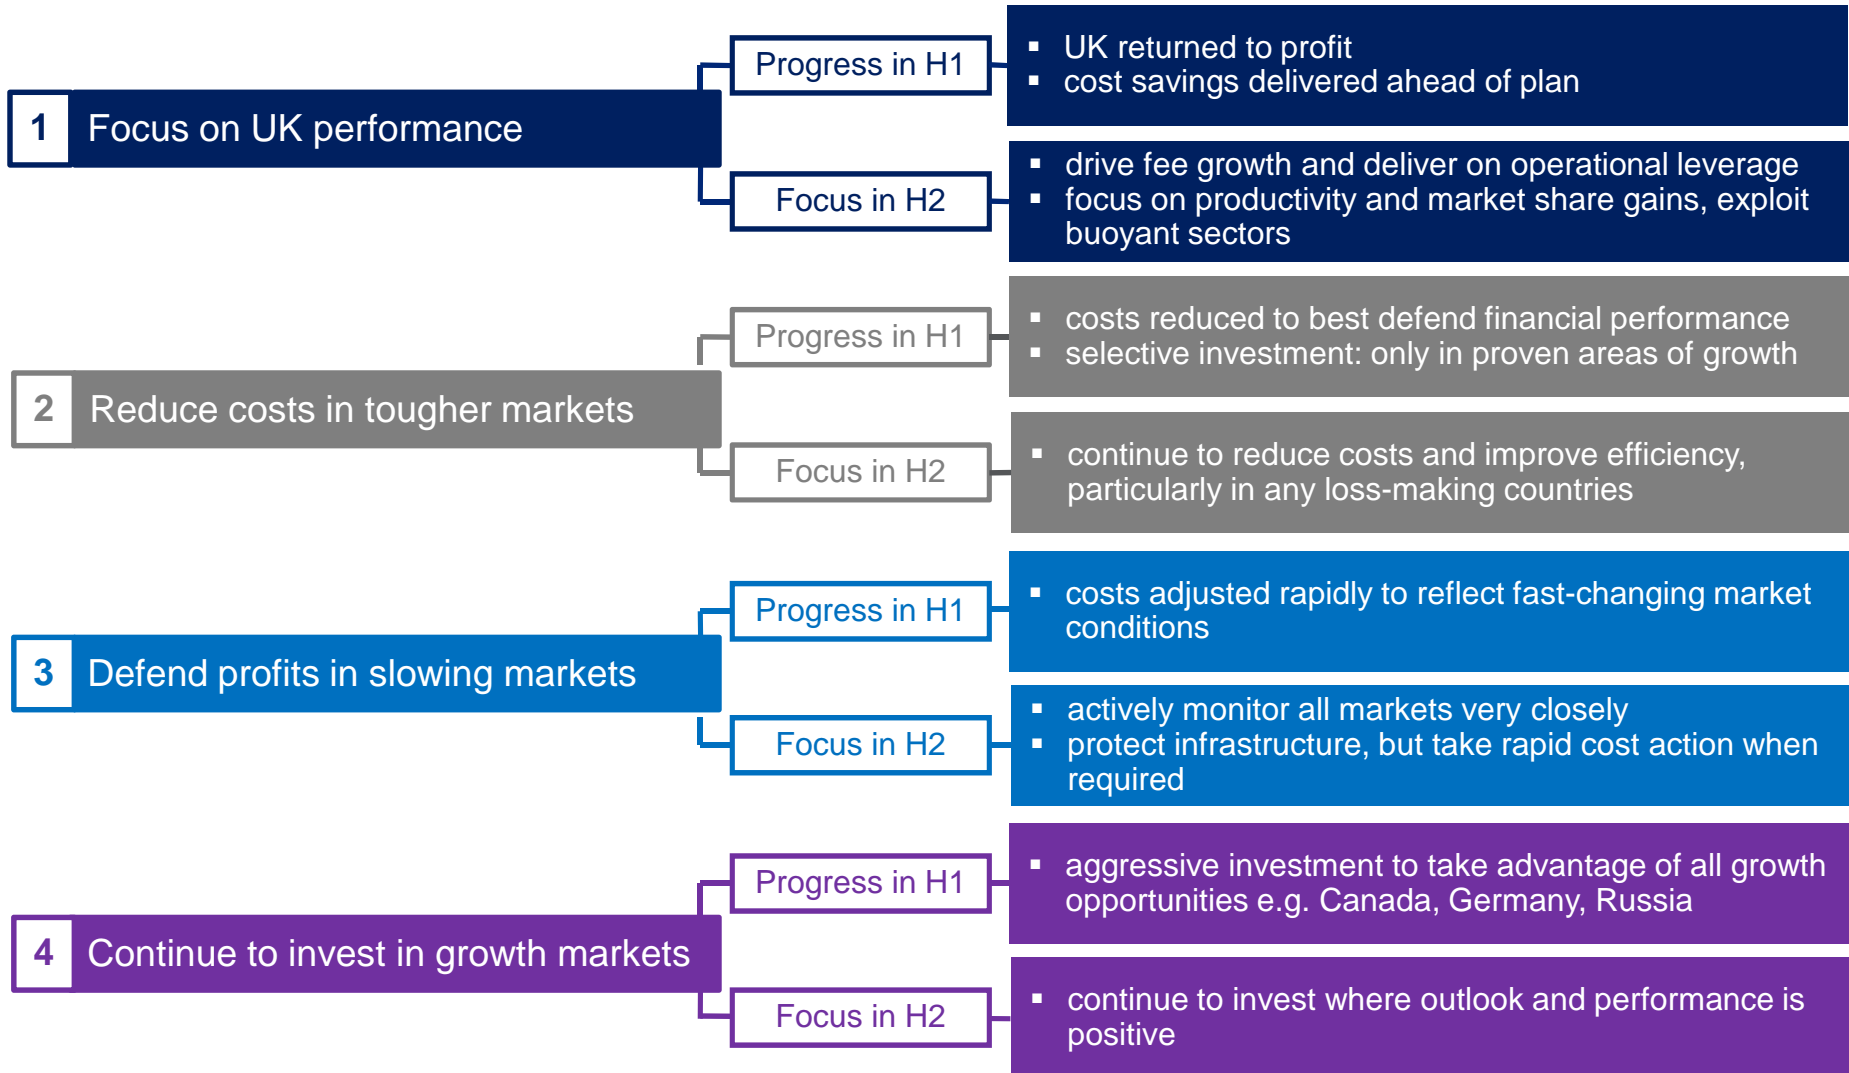 1 Focus on UK performance
Progress in H1
▪ UK returned to profit
▪ cost savings delivered ahead of plan
Focus in H2
▪ drive fee growth and deliver on operational leverage
▪ focus on productivity and market share gains, exploit
buoyant sectors
2 Reduce costs in tougher markets
Progress in H1
▪ costs reduced to best defend financial performance
▪ selective investment: only in proven areas of growth
Focus in H2
▪ continue to reduce costs and improve efficiency,
particularly in any loss-making countries
3 Defend profits in slowing markets
Progress in H1
▪ costs adjusted rapidly to reflect fast-changing market
conditions
Focus in H2
▪ actively monitor all markets very closely
▪ protect infrastructure, but take rapid cost action when
required
4 Continue to invest in growth markets
Progress in H1
▪ aggressive investment to take advantage of all growth
opportunities e.g. Canada, Germany, Russia
Focus in H2
▪ continue to invest where outlook and performance is
positive